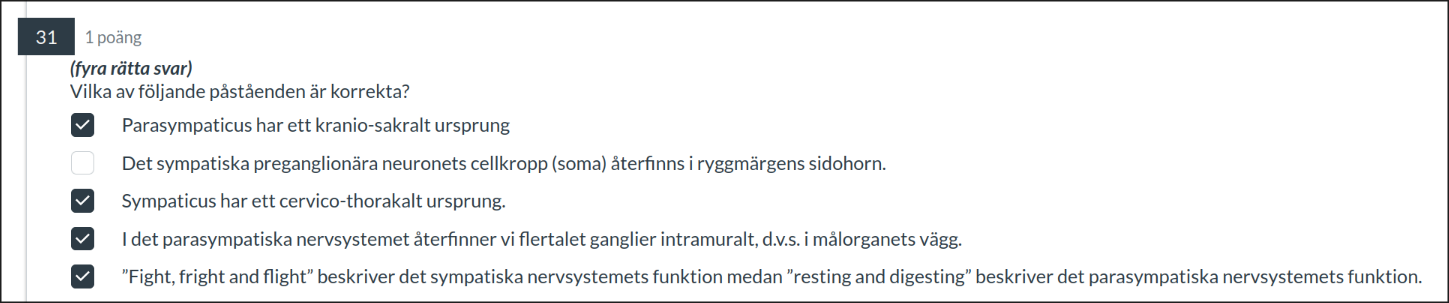 31 1 poäng
(fyra rätta svar)
Vilka av följande påståenden är korrekta?
Parasympaticus har ett kranio-sakralt ursprung
Det sympatiska preganglionära neuronets cellkropp (soma) återfinns i ryggmärgens sidohorn.
Sympaticus har ett cervico-thorakalt ursprung.
I det parasympatiska nervsystemet återfinner vi flertalet ganglier intramuralt, d.v.s. i målorganets vägg.
”Fight, fright and flight” beskriver det sympatiska nervsystemets funktion medan ”resting and digesting” beskriver det parasympatiska nervsystemets funktion.